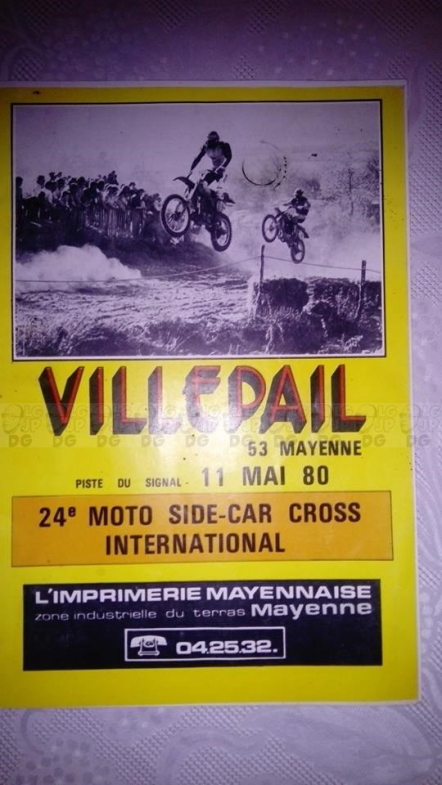 VILLEPAIL
53 MAYENNE
PISTE DU SIGNAL - 11 MAI 80
24e MOTO SIDE-CAR CROSS
INTERNATIONAL
L'IMPRIMERIE MAYENNAISE
zone industrielle du terras Mayenne
04.25.32.